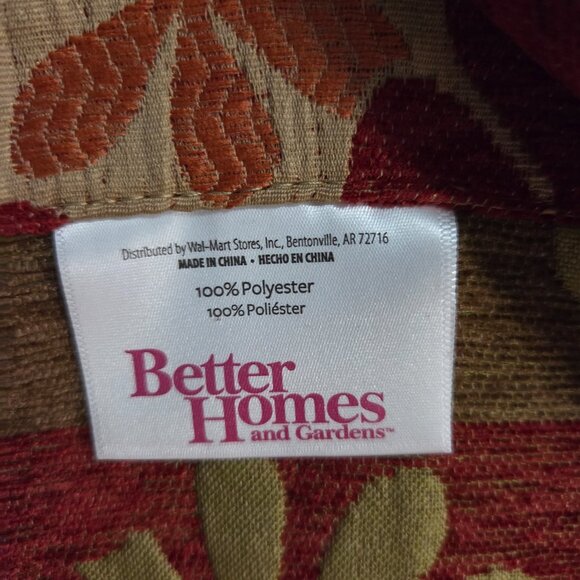 Distributed by Wal-Mart Stores, Inc., Bentonville, AR 72716
MADE IN CHINA • HECHO EN CHINA
100% Polyester
100% Poliéster
Better
Homes
and Gardens™